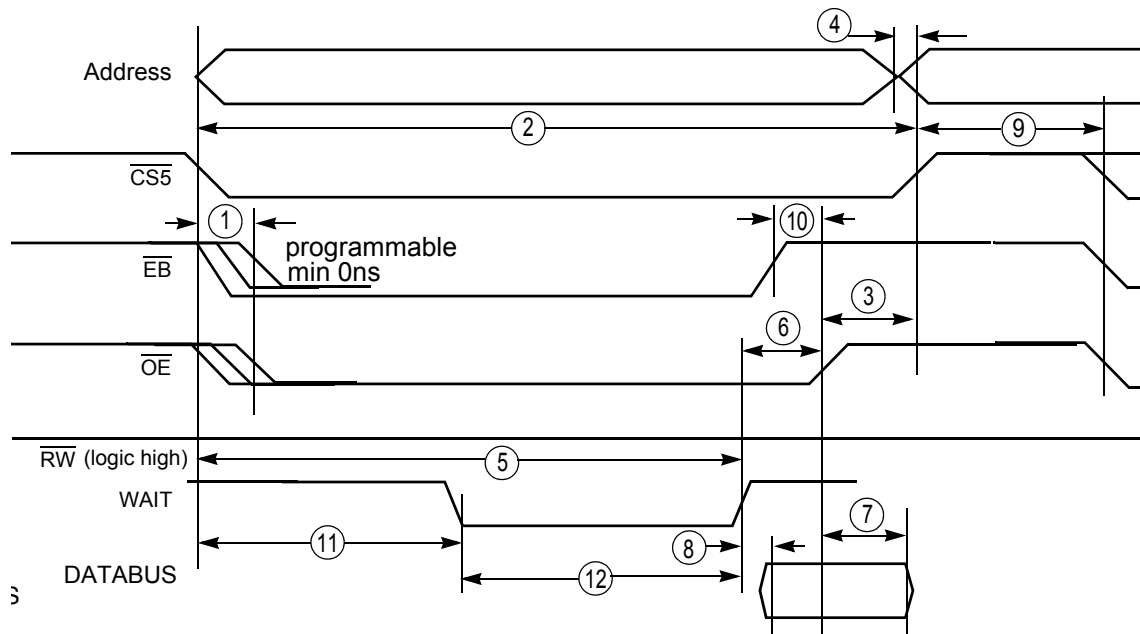 4
Address
2
9
CS5
1
10
programmable
min 0ns
EB
3
6
OE
RW (logic high)
5
WAIT
7
11
8
DATABUS
12
s